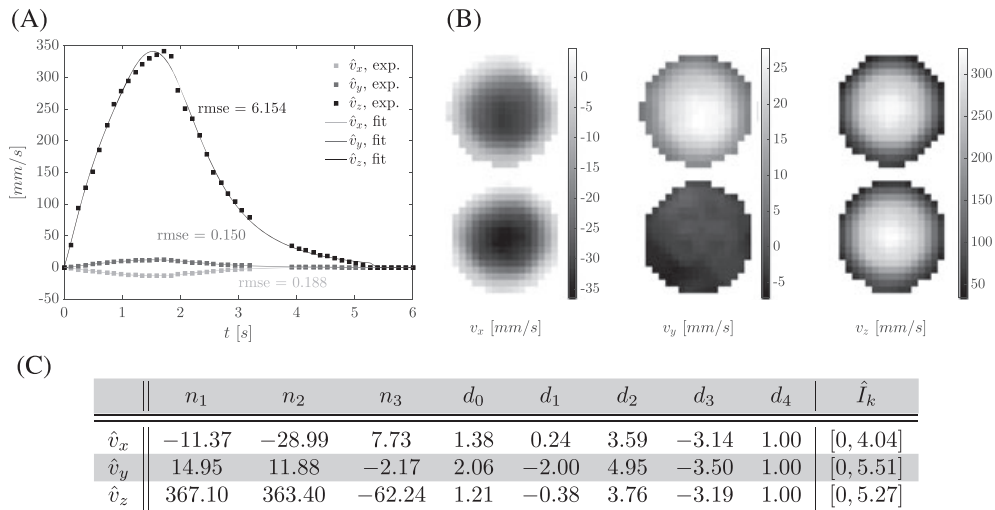 (A)
350
300
250
200
150
100
50
0
-50
[mm/s]
0 1 2 3 4 5 6
t [s]
v̂x, exp.
v̂y, exp.
v̂z, exp.
v̂x, fit
v̂y, fit
v̂z, fit
rmse = 6.154
rmse = 0.150
rmse = 0.188
(B)
0
-5
-10
-15
-20
-25
-30
-35
vx [mm/s]
25
20
15
10
5
0
-5
vy [mm/s]
300
250
200
150
100
50
vz [mm/s]
(C)
n1 n2 n3 d0 d1 d2 d3 d4 Îk
v̂x −11.37 −28.99 7.73 1.38 0.24 3.59 −3.14 1.00 [0, 4.04]
v̂y 14.95 11.88 −2.17 2.06 −2.00 4.95 −3.50 1.00 [0, 5.51]
v̂z 367.10 363.40 −62.24 1.21 −0.38 3.76 −3.19 1.00 [0, 5.27]